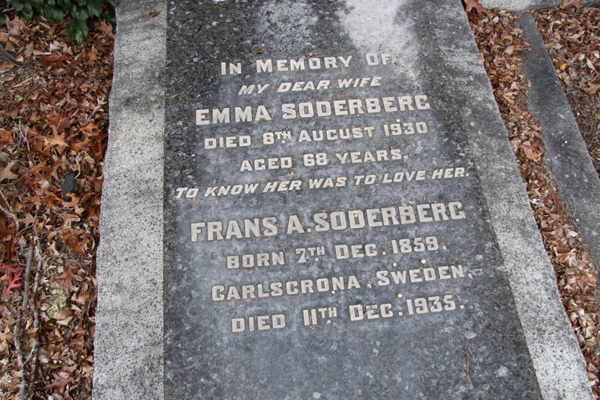 IN MEMORY OF
MY DEAR WIFE
EMMA SODERBERG
DIED 8TH AUGUST 1930
AGED 68 YEARS.
TO KNOW HER WAS TO LOVE HER.
FRANS A. SODERBERG
BORN 7TH DEC. 1859.
CARLSCRONA. SWEDEN.
DIED 11TH DEC. 1935.